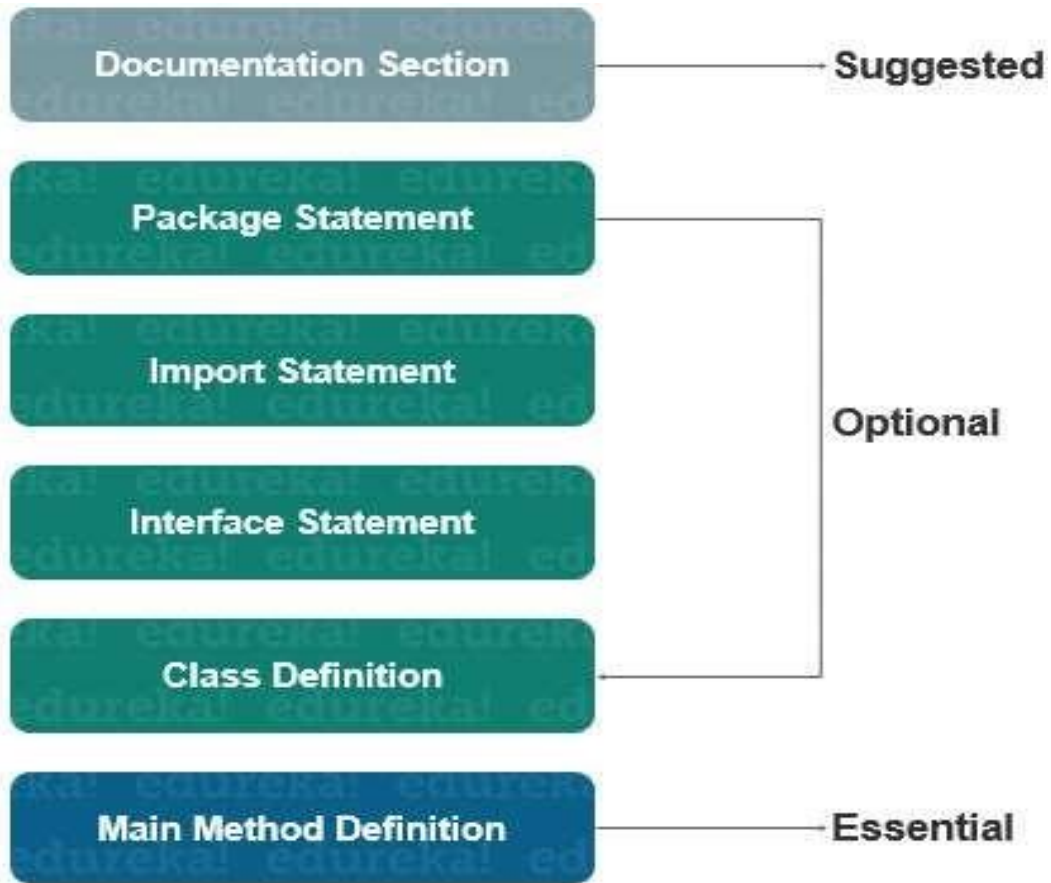 Documentation Section
Suggested
Package Statement
Import Statement
Optional
Interface Statement
Class Definition
Main Method Definition
Essential